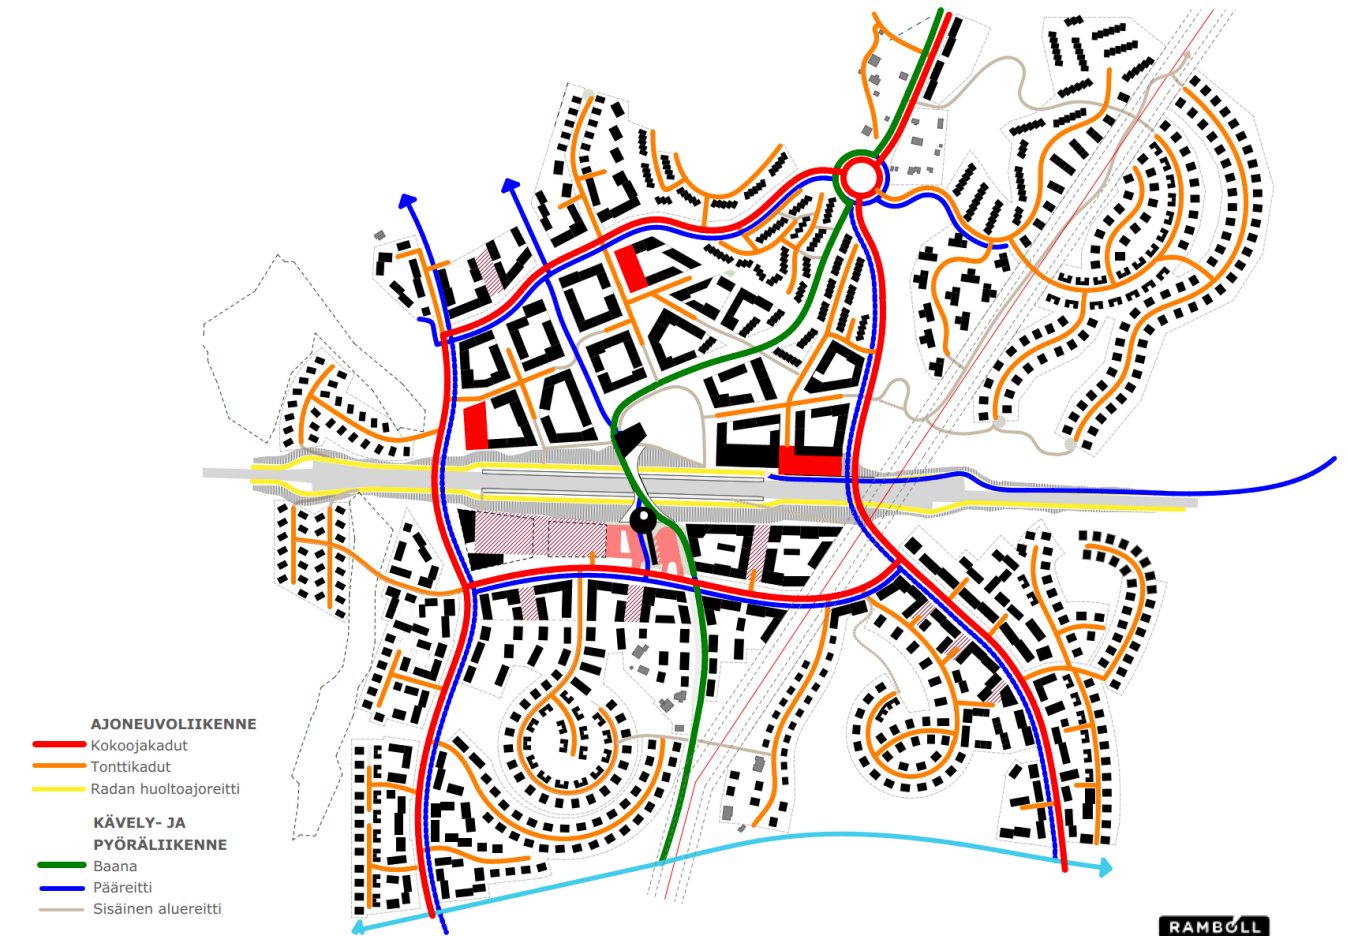 AJONEUVOLIIKENNE
Kokoojakadut
Tonttikadut
Radan huoltoajoreitti
KÄVELY- JA
PYÖRÄLIIKENNE
Baana
Pääreitti
Sisäinen aluereitti
RAMBOLL